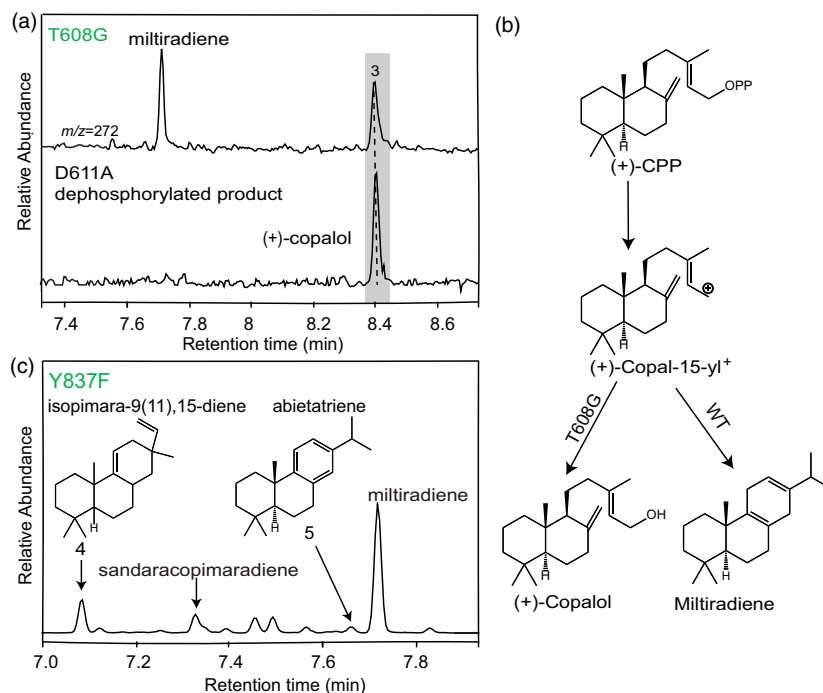 (a)
T608G
miltiradiene
3
m/z=272
D611A
dephosphorylated product
(+)-copalol
Relative Abundance
7.4 7.6 7.8 8 8.2 8.4 8.6
Retention time (min)
(b)
OPP
H
(+)-CPP
H
(+)-Copal-15-yl+
T608G
WT
OH
H
(+)-Copalol
H
Miltiradiene
(c)
Y837F
isopimara-9(11),15-diene
abietatriene
H
H
miltiradiene
4
5
sandaracopimaradiene
Relative Abundance
7.0 7.2 7.4 7.6 7.8
Retention time (min)